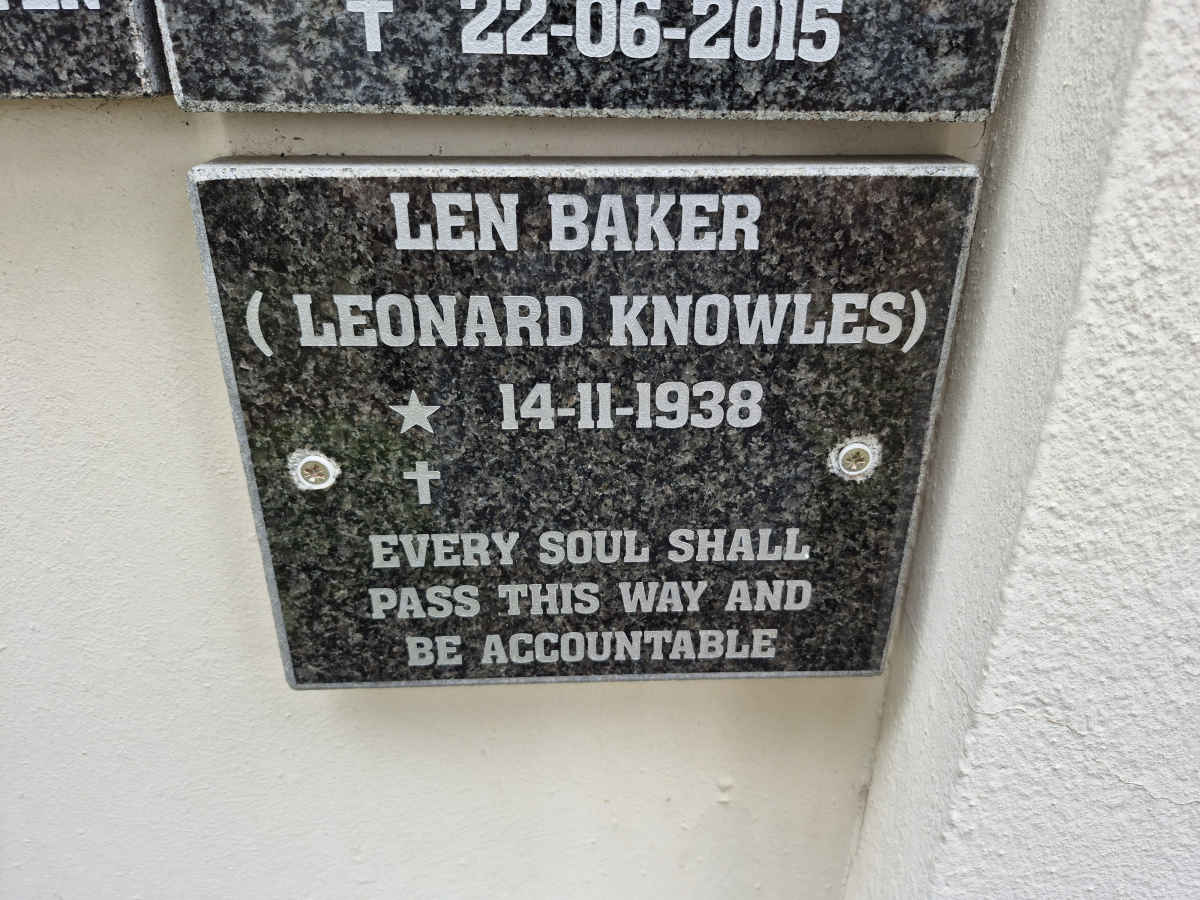 22-06-2015
LEN BAKER
( LEONARD KNOWLES)
14-11-1938
EVERY SOUL SHALL
PASS THIS WAY AND
BE ACCOUNTABLE